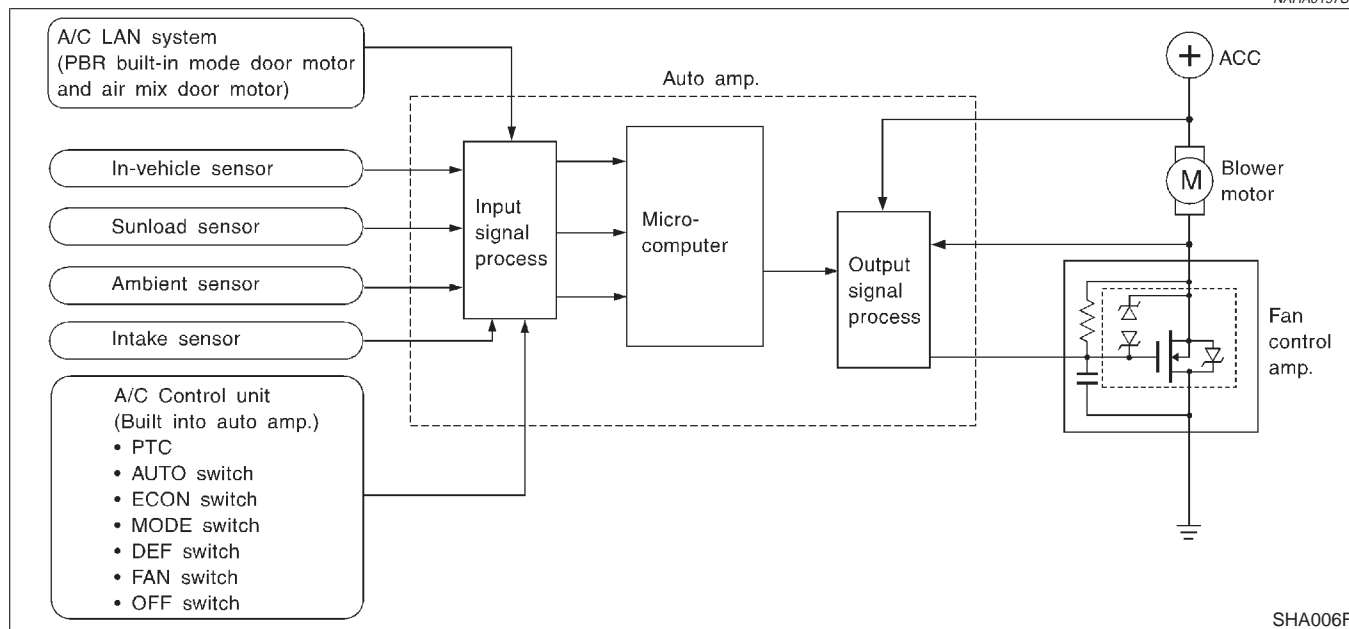 A/C LAN system
(PBR built-in mode door motor
and air mix door motor)
In-vehicle sensor
Sunload sensor
Ambient sensor
Intake sensor
A/C Control unit
(Built into auto amp.)
• PTC
• AUTO switch
• ECON switch
• MODE switch
• DEF switch
• FAN switch
• OFF switch
Auto amp.
Input
signal
process
Micro-
computer
Output
signal
process
+
ACC
M
Blower
motor
Fan
control
amp.
SHA006F